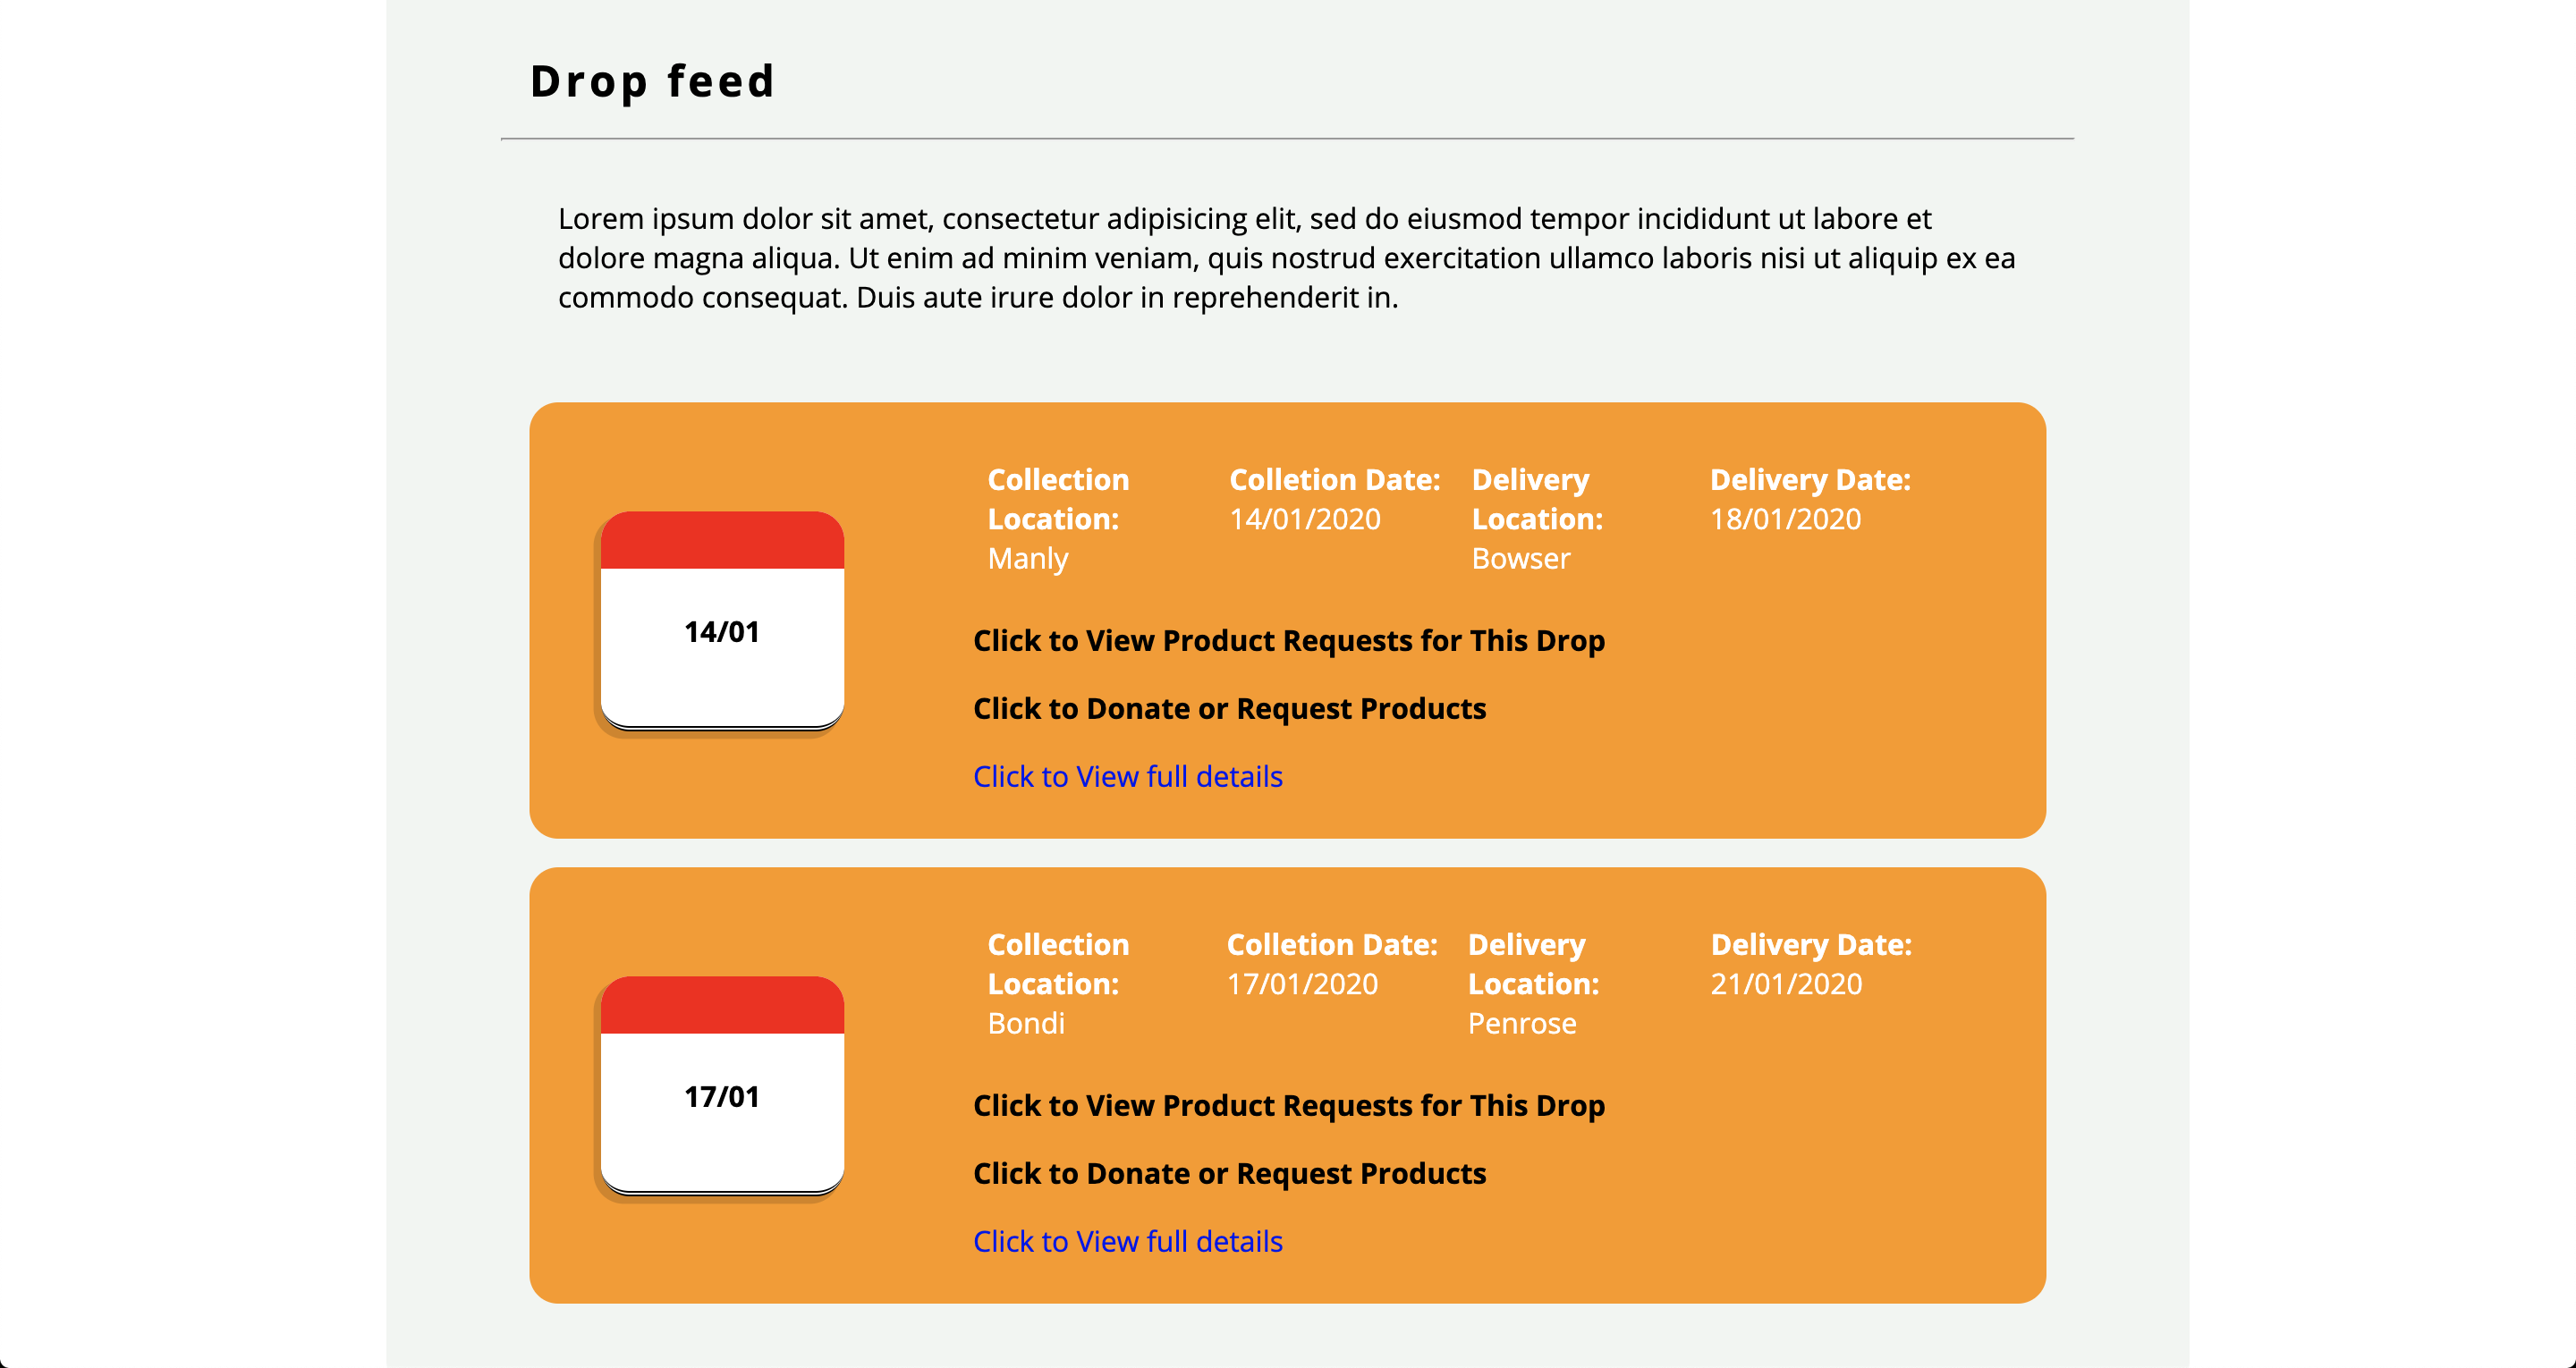 Drop feed
Lorem ipsum dolor sit amet, consectetur adipisicing elit, sed do eiusmod tempor incididunt ut labore et
dolore magna aliqua. Ut enim ad minim veniam, quis nostrud exercitation ullamco laboris nisi ut aliquip ex ea
commodo consequat. Duis aute irure dolor in reprehenderit in.
14/01
Collection
Location:
Manly
Colletion Date:
14/01/2020
Delivery
Location:
Bowser
Delivery Date:
18/01/2020
Click to View Product Requests for This Drop
Click to Donate or Request Products
Click to View full details
17/01
Collection
Location:
Bondi
Colletion Date:
17/01/2020
Delivery
Location:
Penrose
Delivery Date:
21/01/2020
Click to View Product Requests for This Drop
Click to Donate or Request Products
Click to View full details